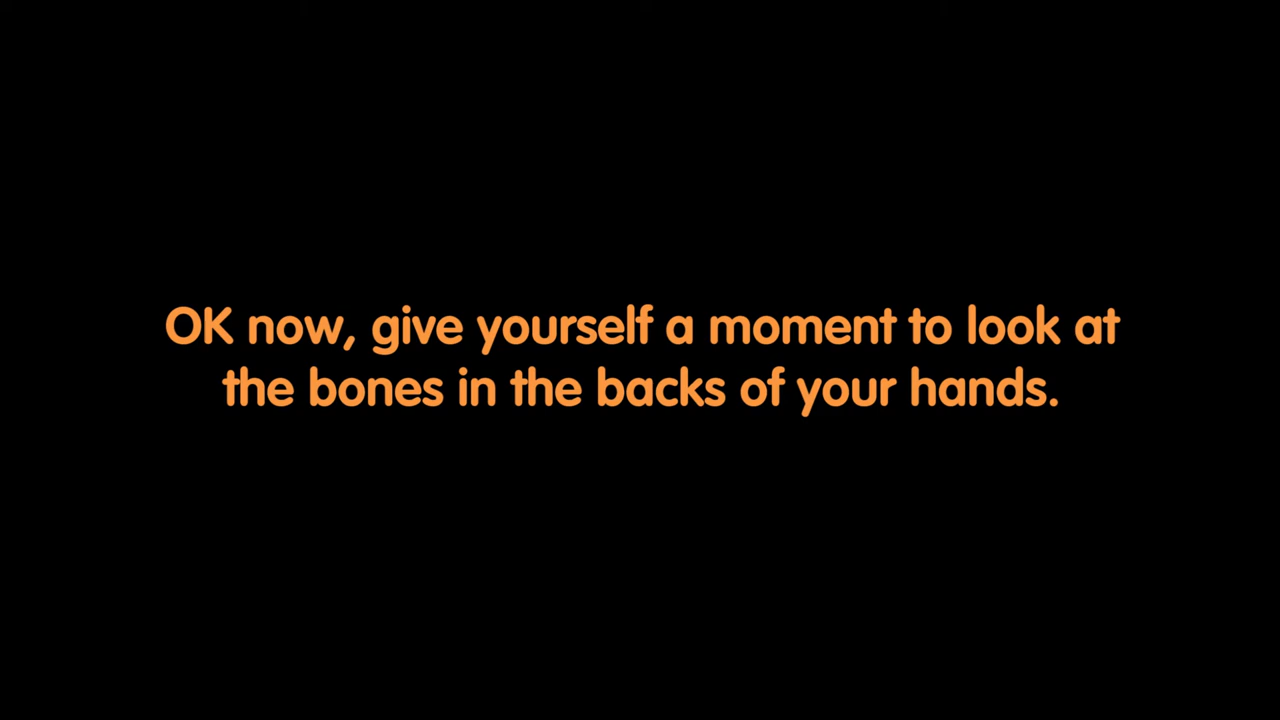 OK now, give yourself a moment to look at
the bones in the backs of your hands.